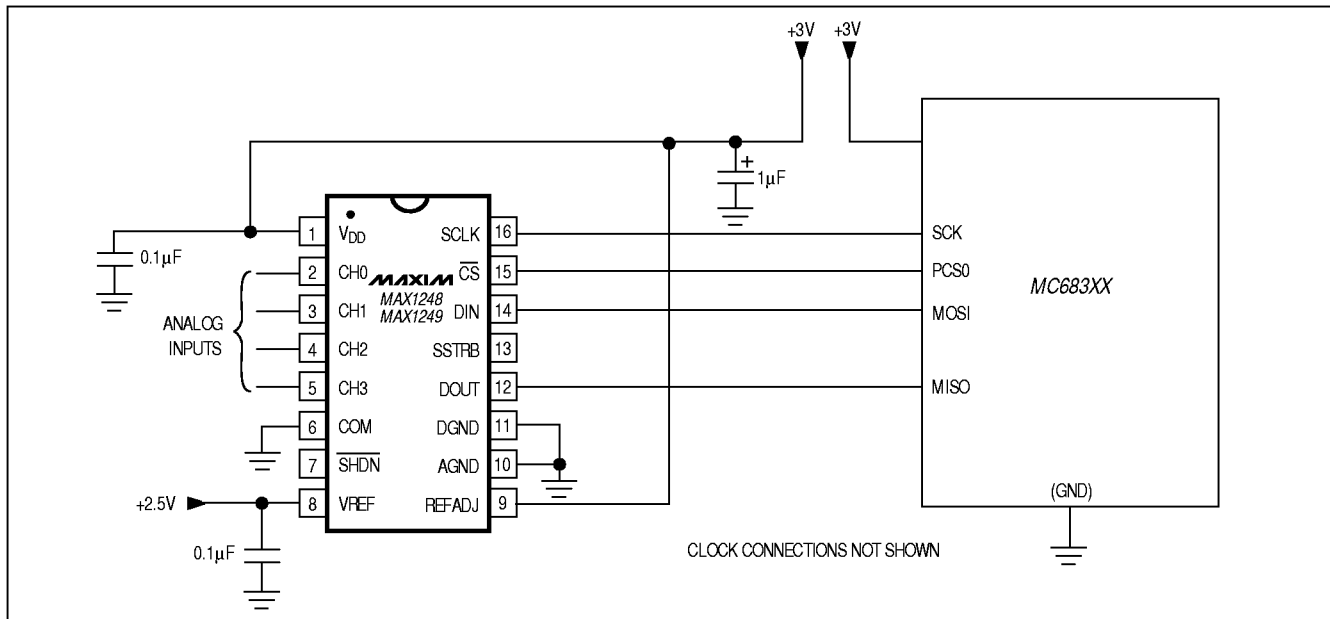 +3V +3V
1µF
+
0.1µF
ANALOG
INPUTS
+2.5V
0.1µF
1 VDD SCLK 16
2 CH0 MAXIM CS 15
MAX1248
MAX1249
3 CH1 DIN 14
4 CH2 SSTRB 13
5 CH3 DOUT 12
6 COM DGND 11
7 SHDN AGND 10
8 VREF REFADJ 9
SCK
PCS0
MOSI
MISO
MC683XX
(GND)
CLOCK CONNECTIONS NOT SHOWN